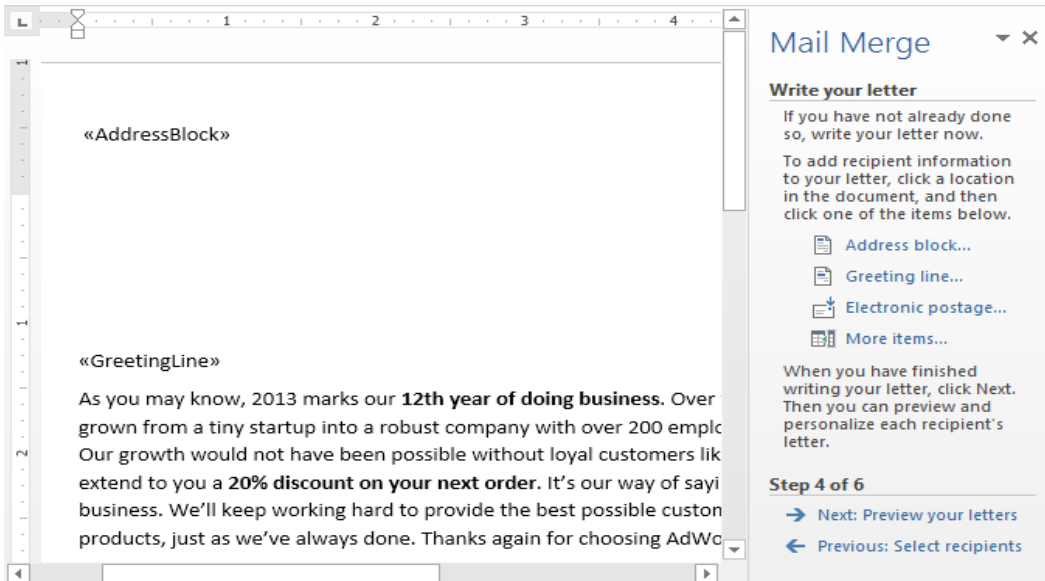 1 2 3 4
Mail Merge
Write your letter
If you have not already done
so, write your letter now.
To add recipient information
to your letter, click a location
in the document, and then
click one of the items below.
Address block...
Greeting line...
Electronic postage...
More items...
When you have finished
writing your letter, click Next.
Then you can preview and
personalize each recipient's
letter.
Step 4 of 6
Next: Preview your letters
Previous: Select recipients
1
1
2
«AddressBlock»
«GreetingLine»
As you may know, 2013 marks our 12th year of doing business. Over
grown from a tiny startup into a robust company with over 200 emplo
Our growth would not have been possible without loyal customers lik
extend to you a 20% discount on your next order. It's our way of sayi
business. We'll keep working hard to provide the best possible custon
products, just as we've always done. Thanks again for choosing AdWo